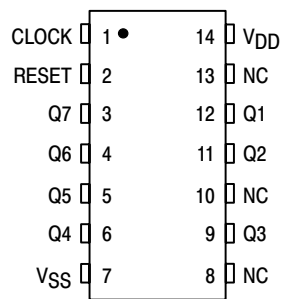 CLOCK 1 14 VDD
RESET 2 13 NC
Q7 3 12 Q1
Q6 4 11 Q2
Q5 5 10 NC
Q4 6 9 Q3
VSS 7 8 NC